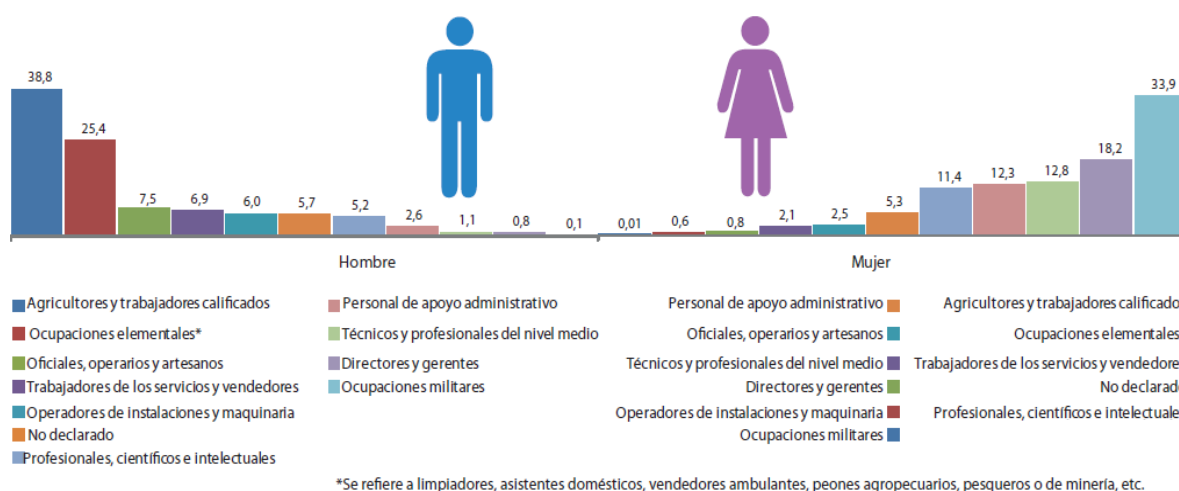 38,8
25,4
7,5
6,9
6,0
5,7
5,2
2,6
1,1
0,8
0,1
0,01
0,6
0,8
2,1
2,5
5,3
11,4
12,3
12,8
18,2
33,9
Hombre
Mujer
Agricultores y trabajadores calificados
Ocupaciones elementales*
Oficiales, operarios y artesanos
Trabajadores de los servicios y vendedores
Operadores de instalaciones y maquinaria
No declarado
Profesionales, científicos e intelectuales
Personal de apoyo administrativo
Técnicos y profesionales del nivel medio
Directores y gerentes
Ocupaciones militares
Personal de apoyo administrativo
Oficiales, operarios y artesanos
Técnicos y profesionales del nivel medio
Directores y gerentes
Operadores de instalaciones y maquinaria
Ocupaciones militares
Agricultores y trabajadores calificado
Ocupaciones elementales
Trabajadores de los servicios y vendedore
No declarad
Profesionales, científicos e intelectuale
*Se refiere a limpiadores, asistentes domésticos, vendedores ambulantes, peones agropecuarios, pesqueros o de minería, etc.